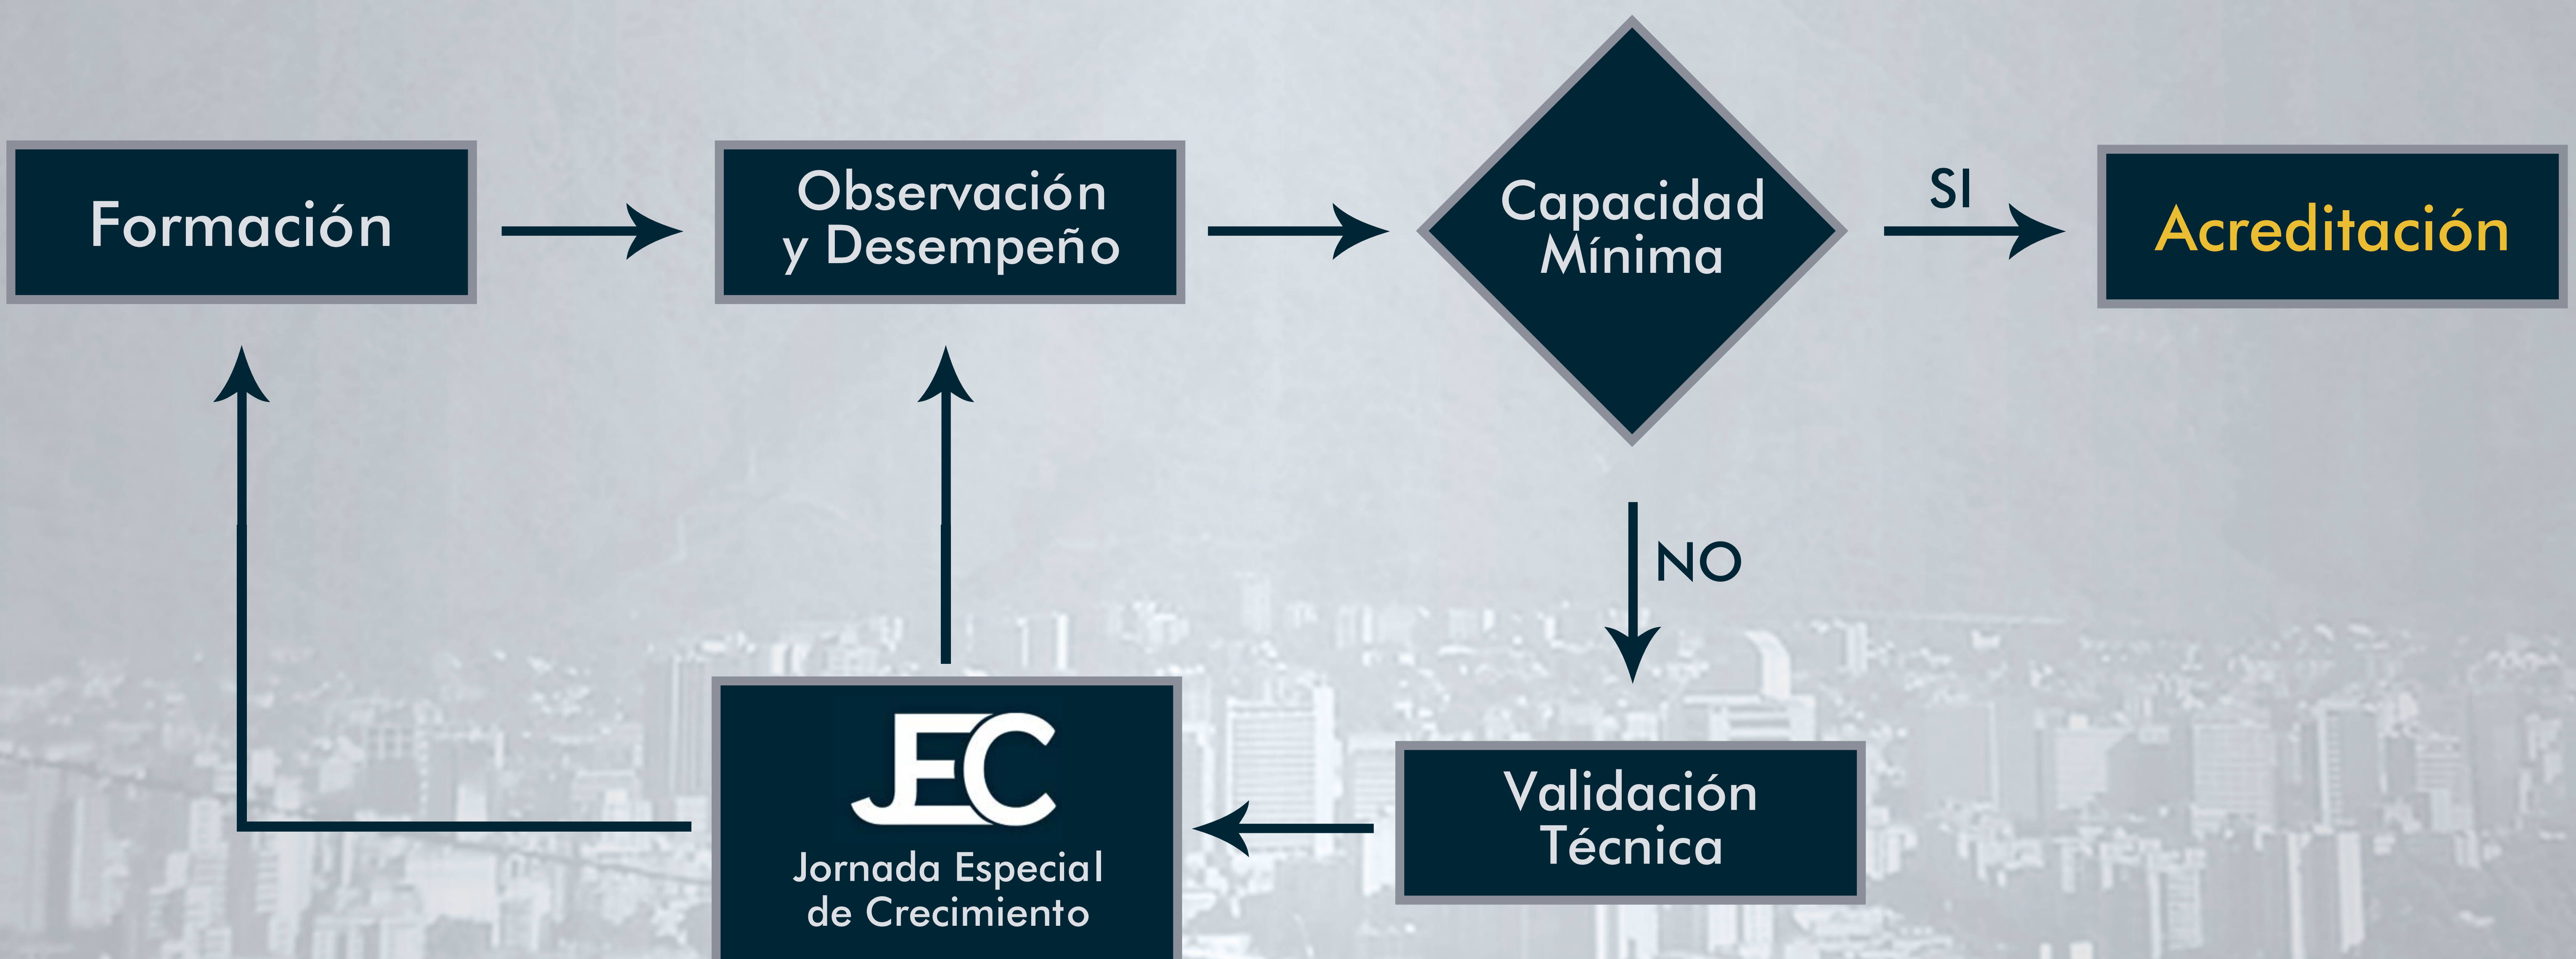 Formación
Observación
y Desempeño
Capacidad
Mínima
SI
Acreditación
NO
JEC
Jornada Especial
de Crecimiento
Validación
Técnica